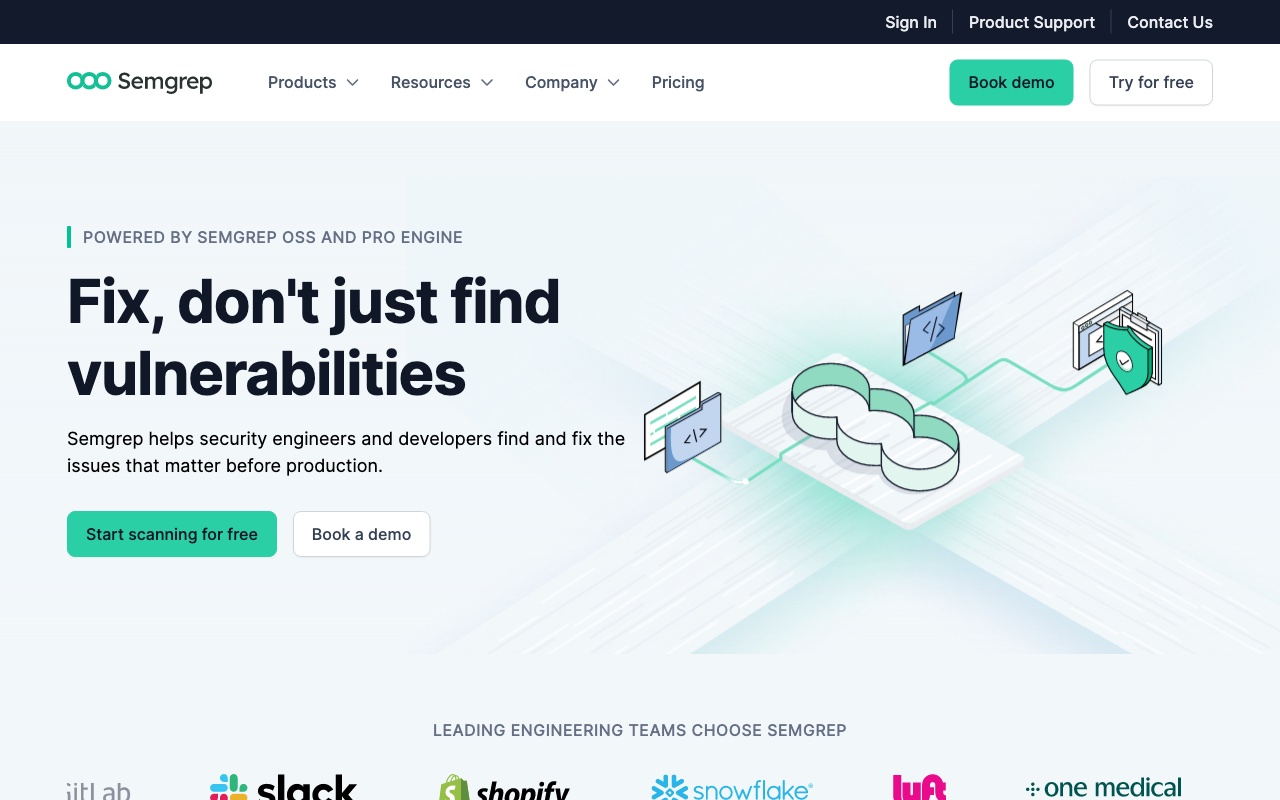 Sign In
Product Support
Contact Us
Semgrep
Products
Resources
Company
Pricing
Book demo
Try for free
POWERED BY SEMGREP OSS AND PRO ENGINE
Fix, don't just find
vulnerabilities
Semgrep helps security engineers and developers find and fix the
issues that matter before production.
Start scanning for free
Book a demo
LEADING ENGINEERING TEAMS CHOOSE SEMGREP
itLab
slack
shopify
snowflake
lyft
one medical